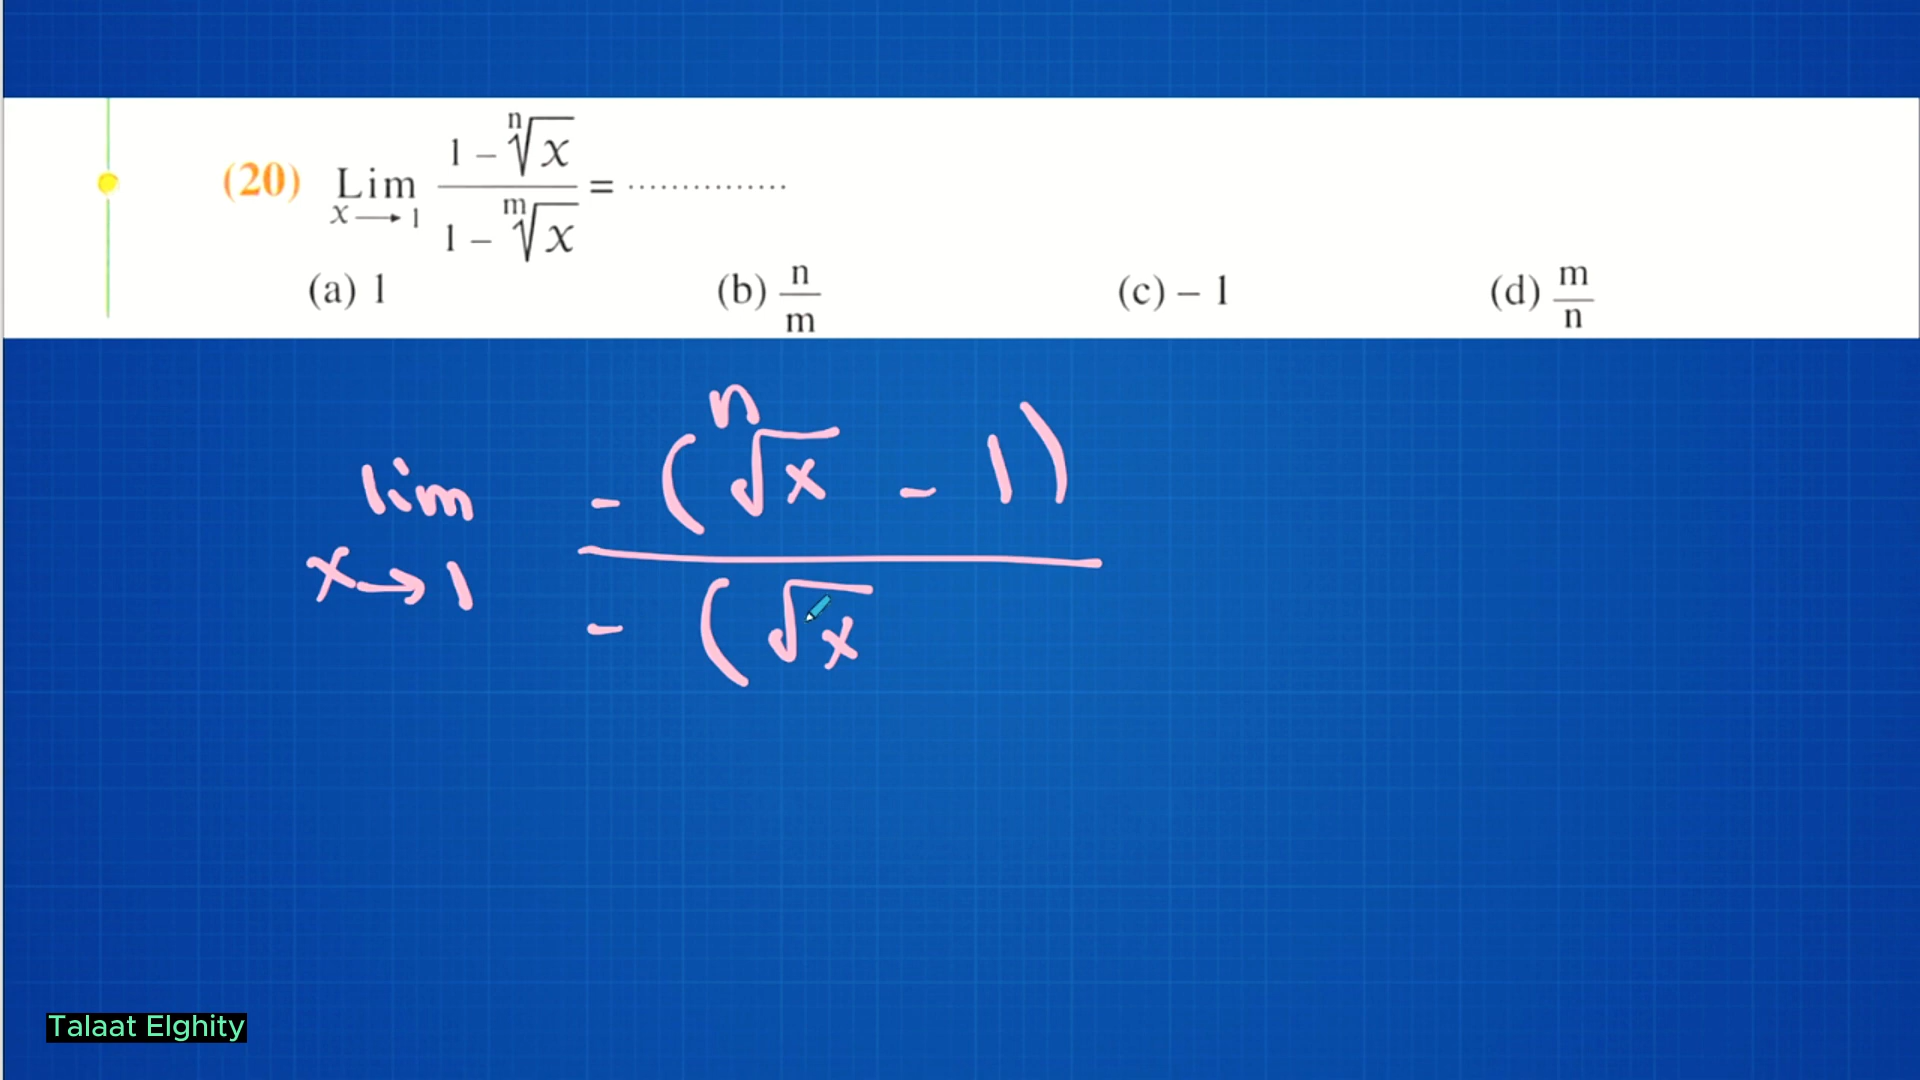 (20) Lim x→1 (1 – ⁿ√x)/(1 – ᵐ√x) = ...............
(a) 1 (b) n/m (c) – 1 (d) m/n
lim x→1 –(ⁿ√x – 1)/–(√x
Talaat Elghity